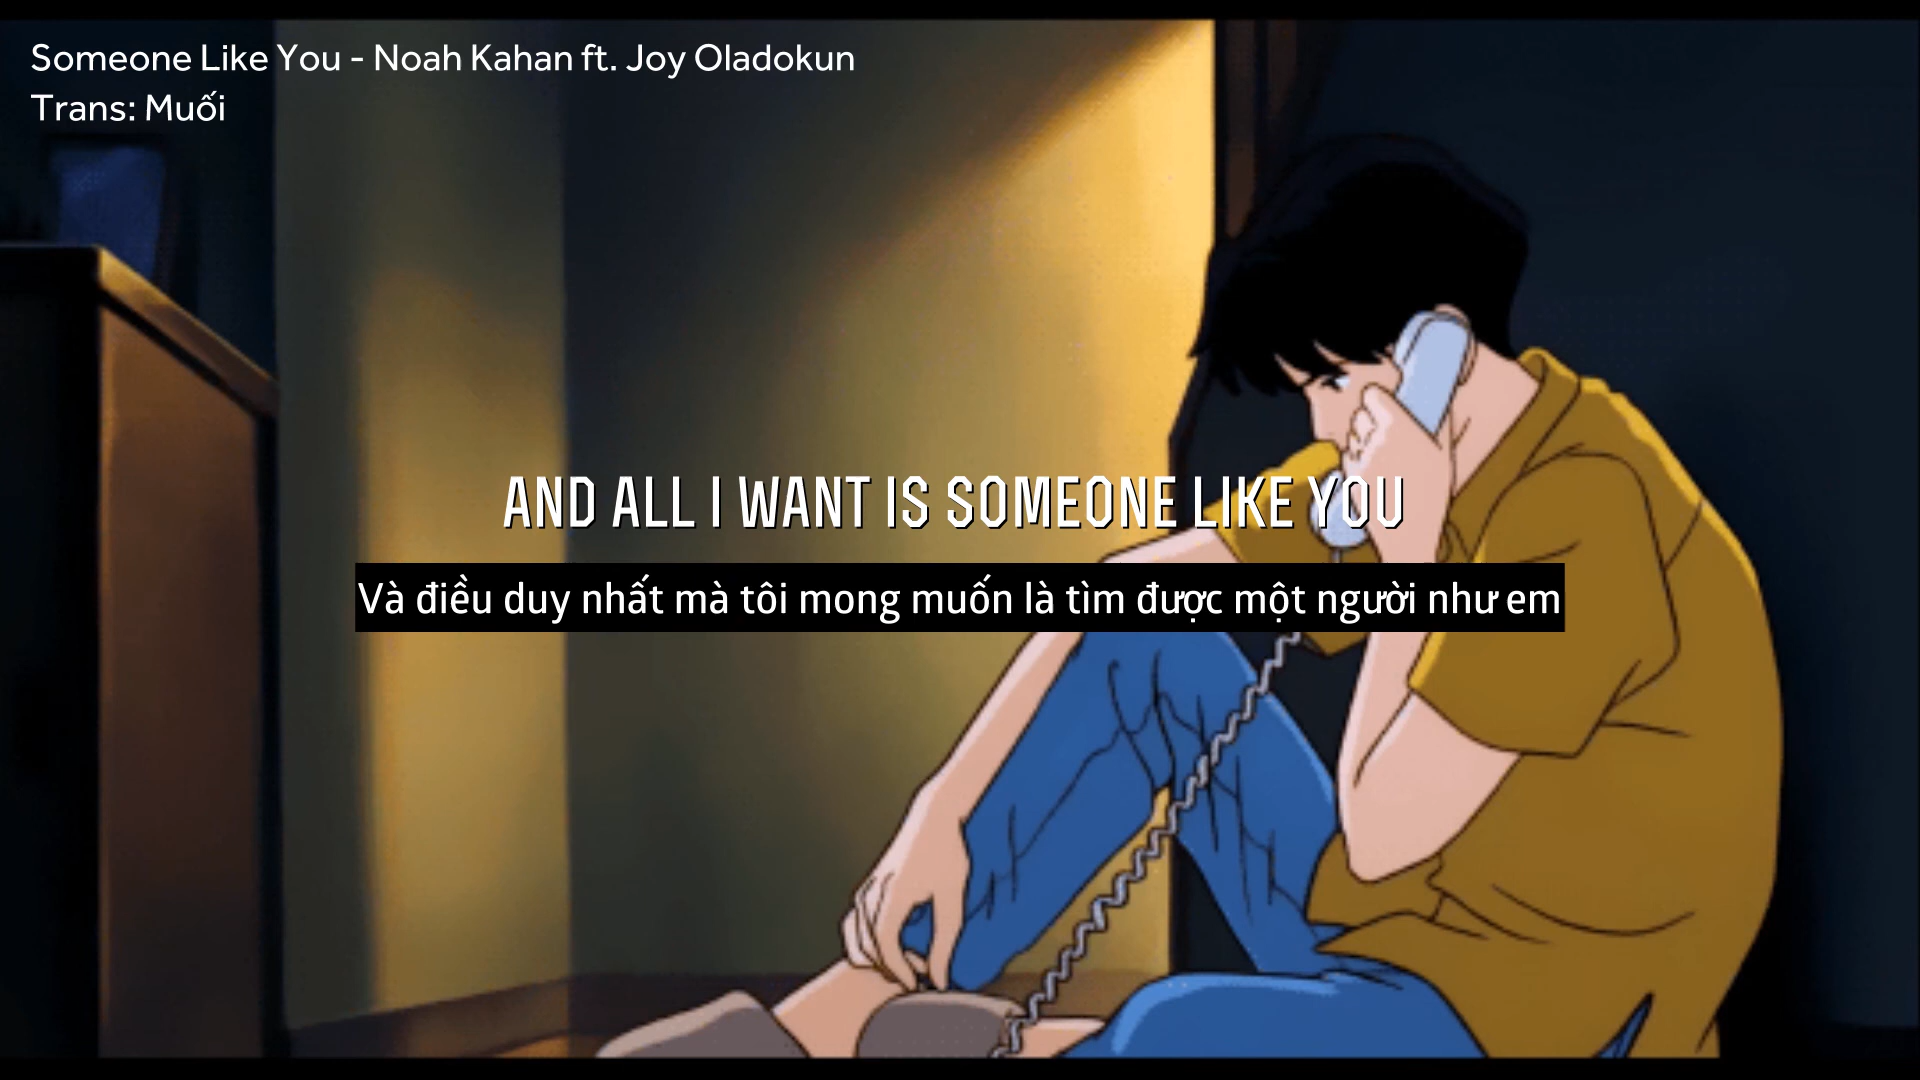 Someone Like You - Noah Kahan ft. Joy Oladokun
Trans: Muối
AND ALL I WANT IS SOMEONE LIKE YOU
Và điều duy nhất mà tôi mong muốn là tìm được một người như em